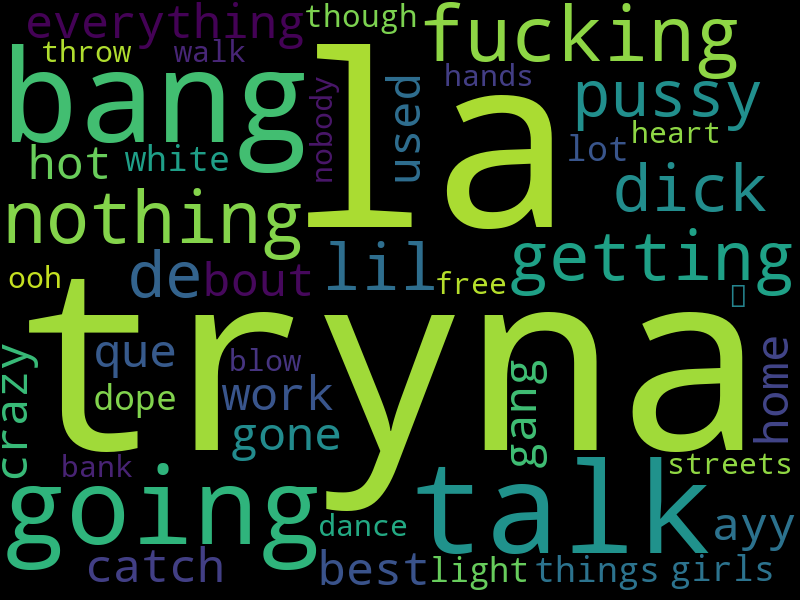 everything
though
fucking
throw
walk
bang
la
hands
pussy
nobody
used
heart
lot
hot
white
dick
nothing
getting
de
bout
lil
free
ooh
tryna
que
blow
home
crazy
dope
work
gang
gone
bank
streets
going
talk
dance
ayy
catch
best
light
things
girls